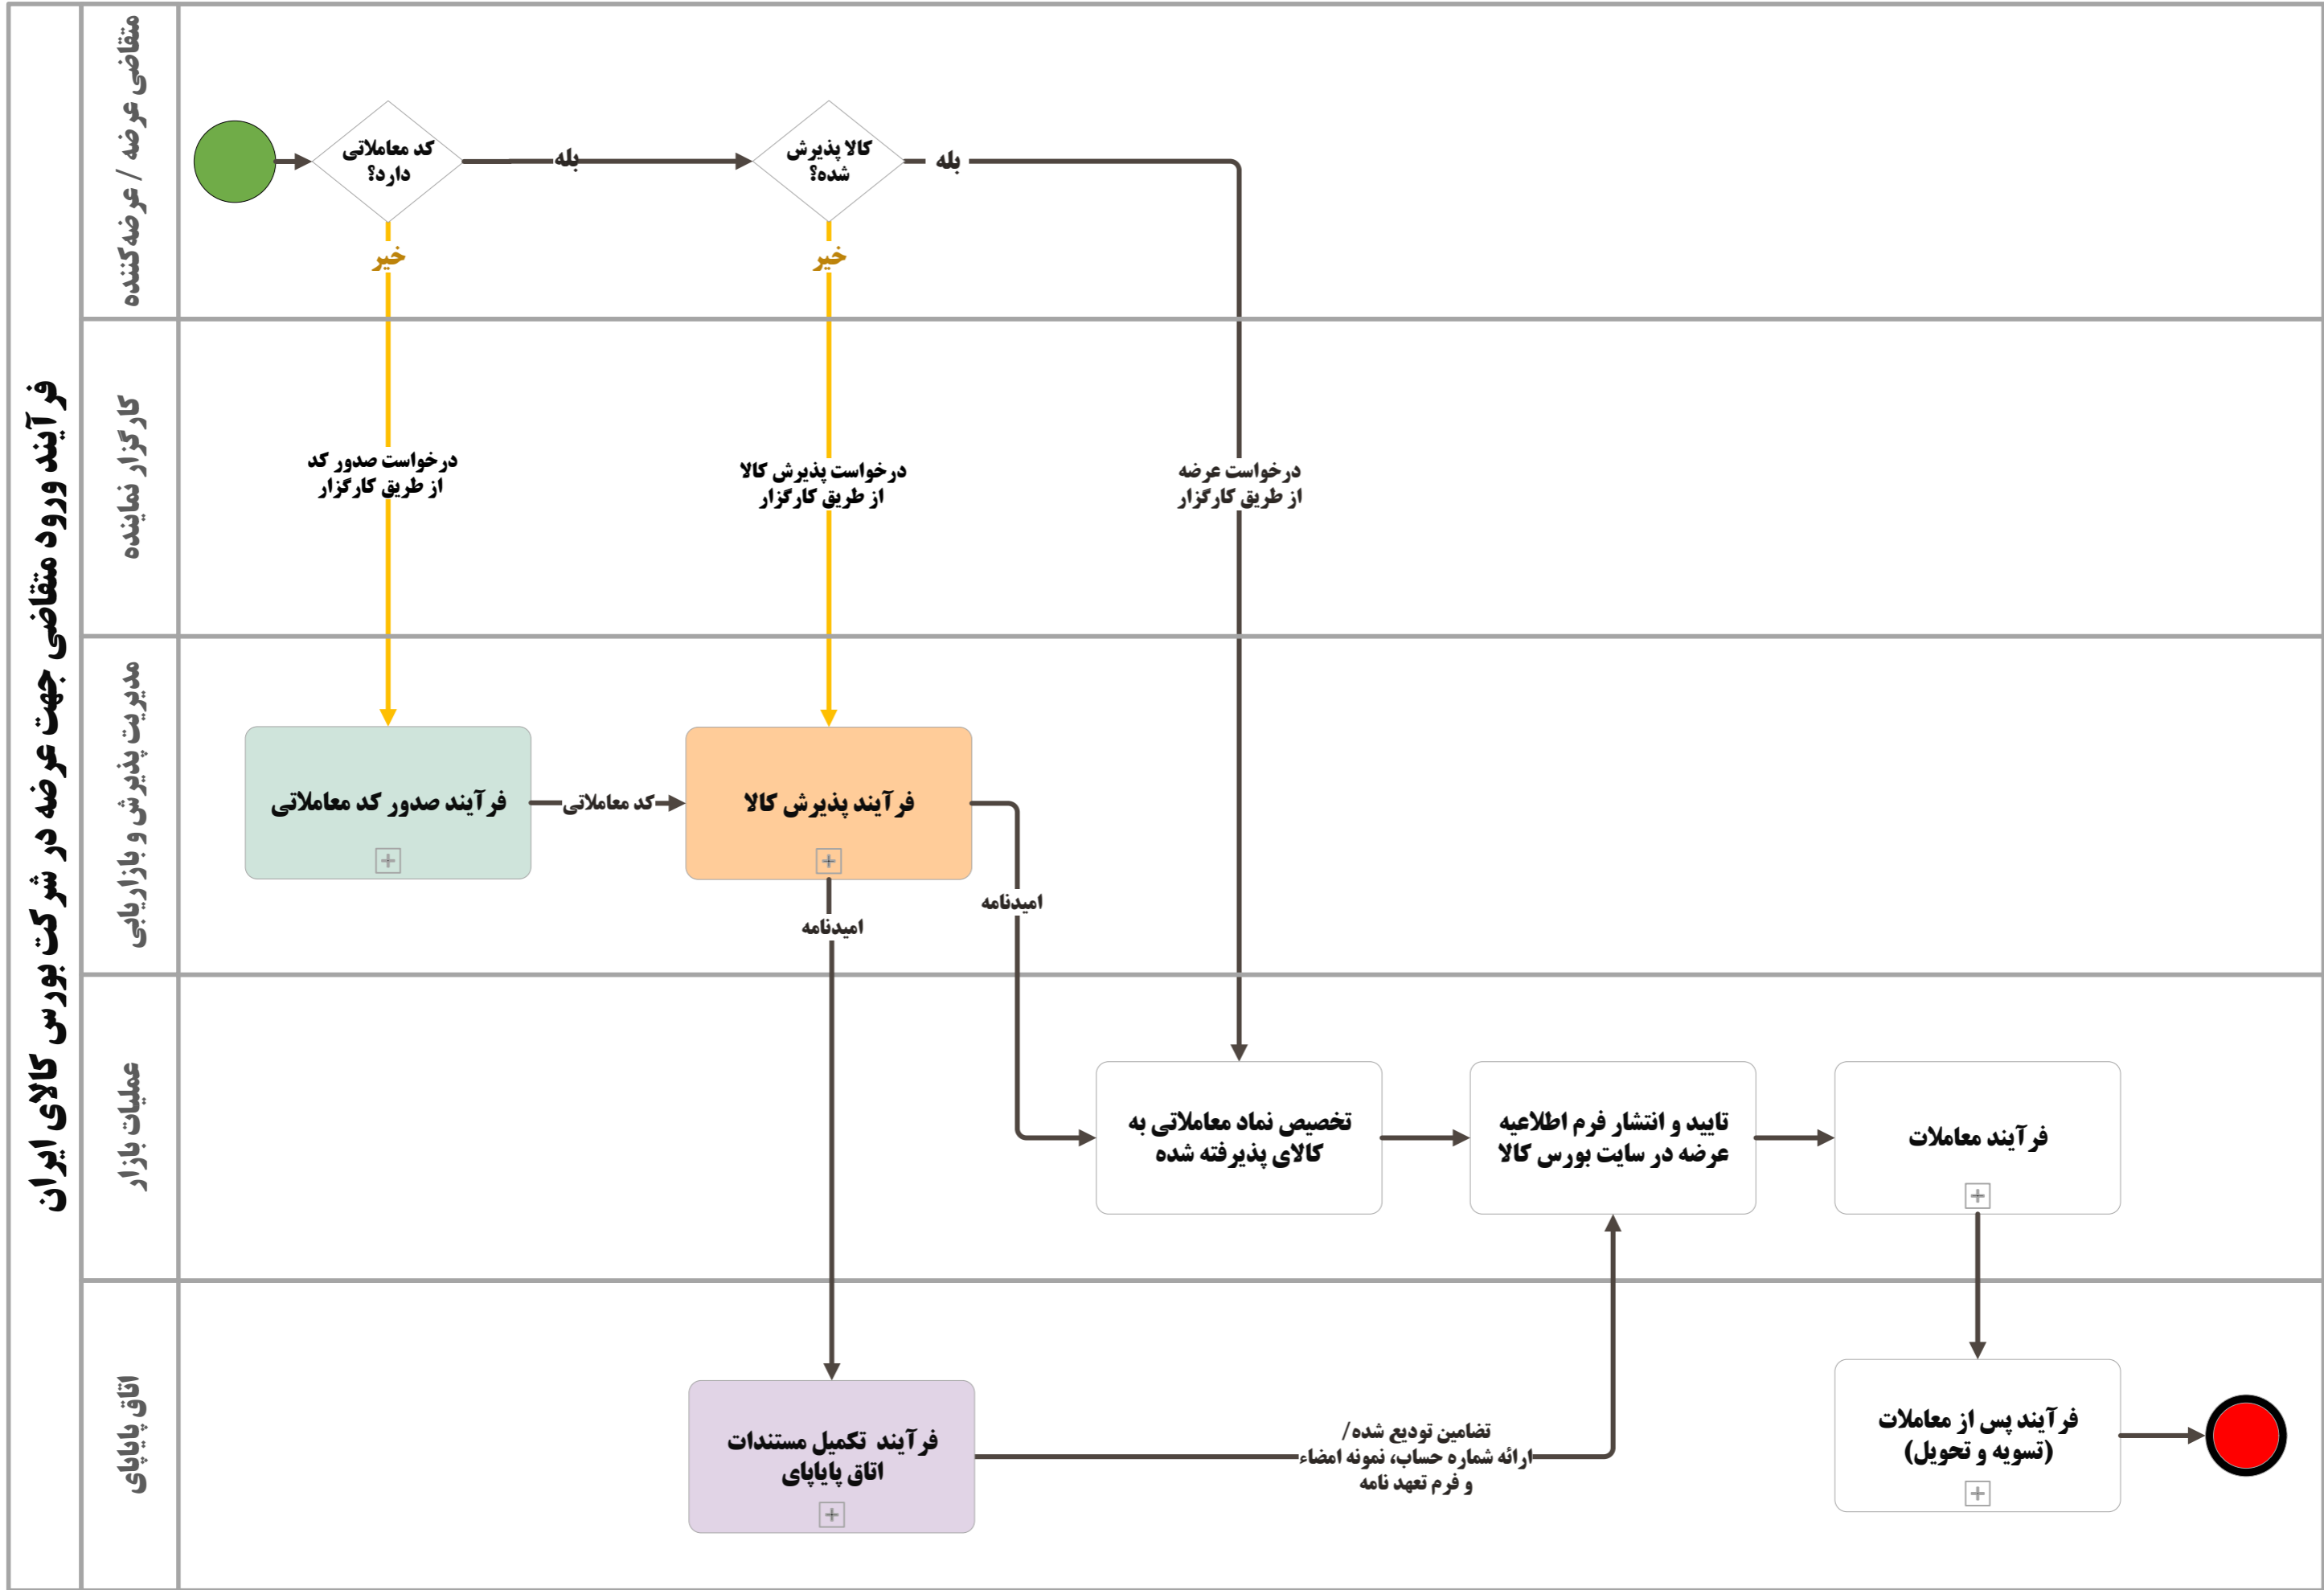 فرآیند ورود متقاضی جهت عرضه در شرکت بورس کالای ایران
متقاضی عرضه / عرضه‌کننده
کد معاملاتی
دارد؟
بله
کالا پذیرش
شده؟
بله
خیر
خیر
کارگزار نماینده
درخواست صدور کد
از طریق کارگزار
درخواست پذیرش کالا
از طریق کارگزار
درخواست عرضه
از طریق کارگزار
مدیریت پذیرش و بازاریابی
فرآیند صدور کد معاملاتی
کد معاملاتی
فرآیند پذیرش کالا
امیدنامه
امیدنامه
عملیات بازار
تخصیص نماد معاملاتی به
کالای پذیرفته شده
تایید و انتشار فرم اطلاعیه
عرضه در سایت بورس کالا
فرآیند معاملات
اتاق پایاپای
فرآیند تکمیل مستندات
اتاق پایاپای
تضامین تودیع شده/
ارائه شماره حساب، نمونه امضاء
و فرم تعهد نامه
فرآیند پس از معاملات
(تسویه و تحویل)